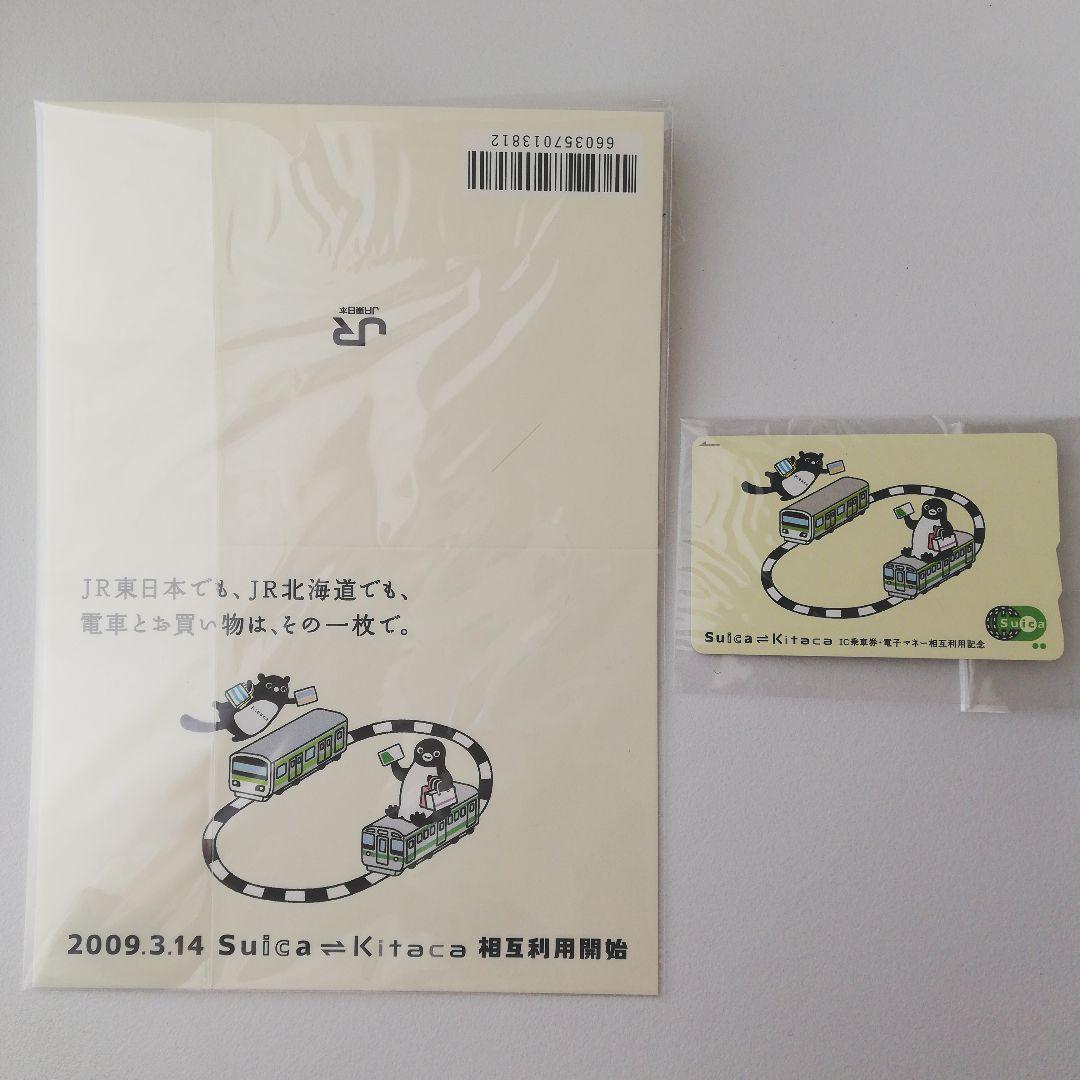 660357013812
JR東日本
JR東日本でも、JR北海道でも、
電車とお買い物は、その一枚で。
Kitaca
2009.3.14 Suica⇌Kitaca 相互利用開始
Suica⇌Kitaca IC乗車券・電子マネー相互利用記念
Suica